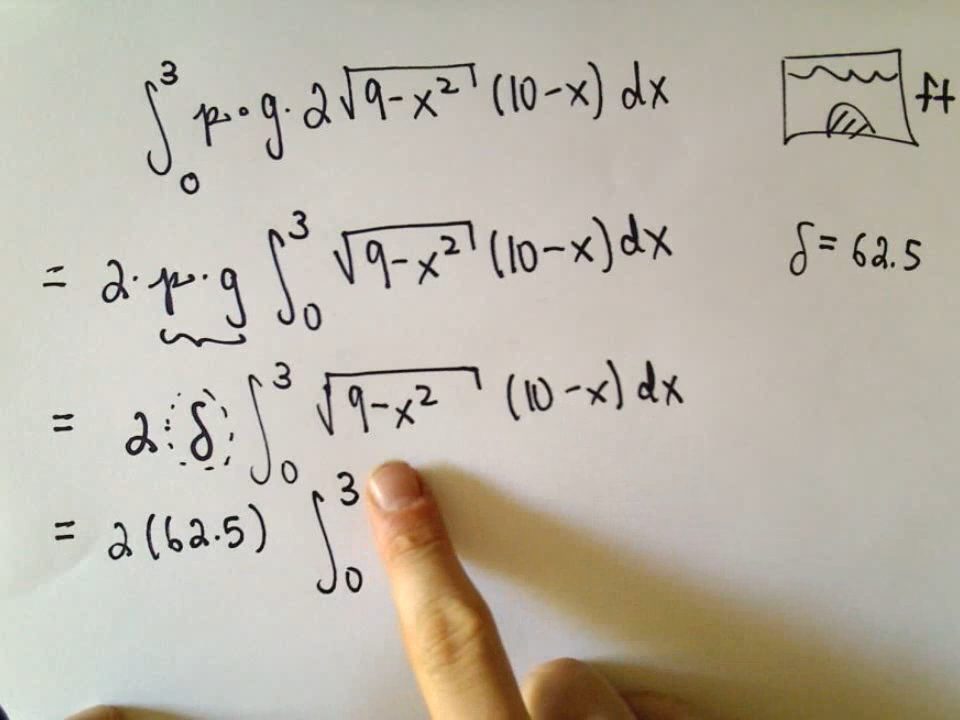 ∫₀³ p·g·2√(9-x²) (10-x) dx
ft
= 2·p·g ∫₀³ √(9-x²) (10-x) dx
δ = 62.5
= 2·δ· ∫₀³ √(9-x²) (10-x) dx
= 2(62.5) ∫₀³